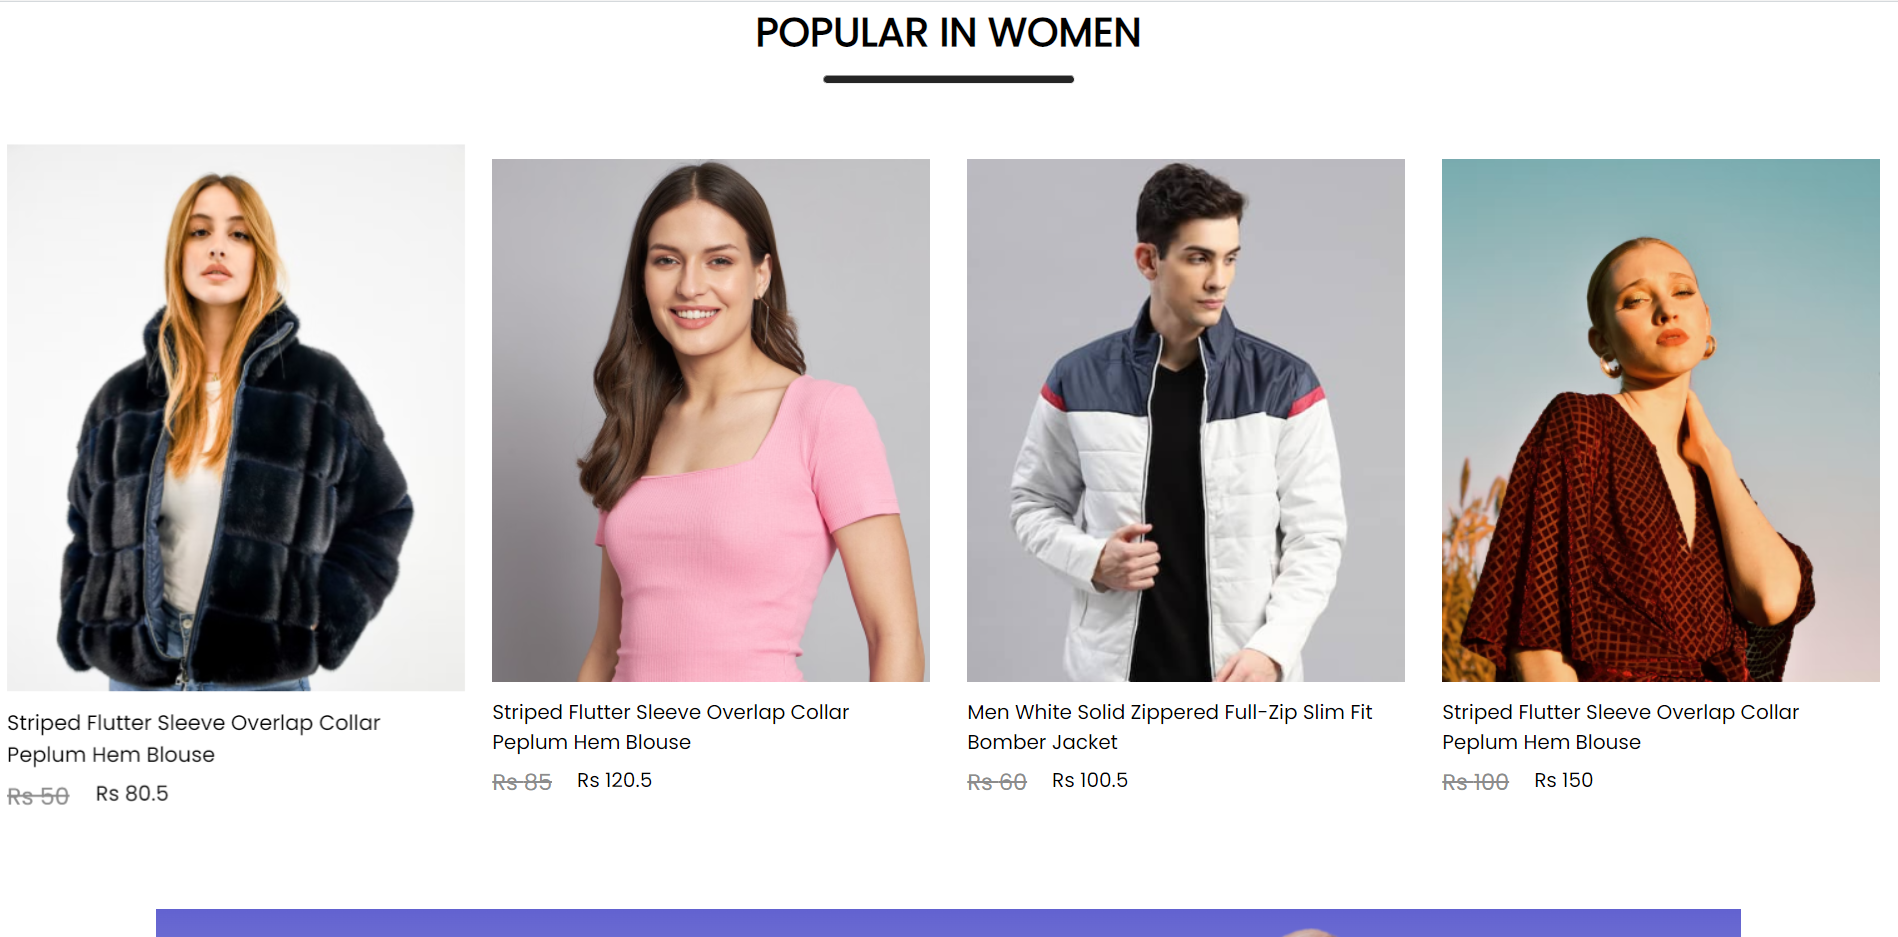 POPULAR IN WOMEN
Striped Flutter Sleeve Overlap Collar
Peplum Hem Blouse
Rs 50 Rs 80.5
Striped Flutter Sleeve Overlap Collar
Peplum Hem Blouse
Rs 85 Rs 120.5
Men White Solid Zippered Full-Zip Slim Fit
Bomber Jacket
Rs 60 Rs 100.5
Striped Flutter Sleeve Overlap Collar
Peplum Hem Blouse
Rs 100 Rs 150